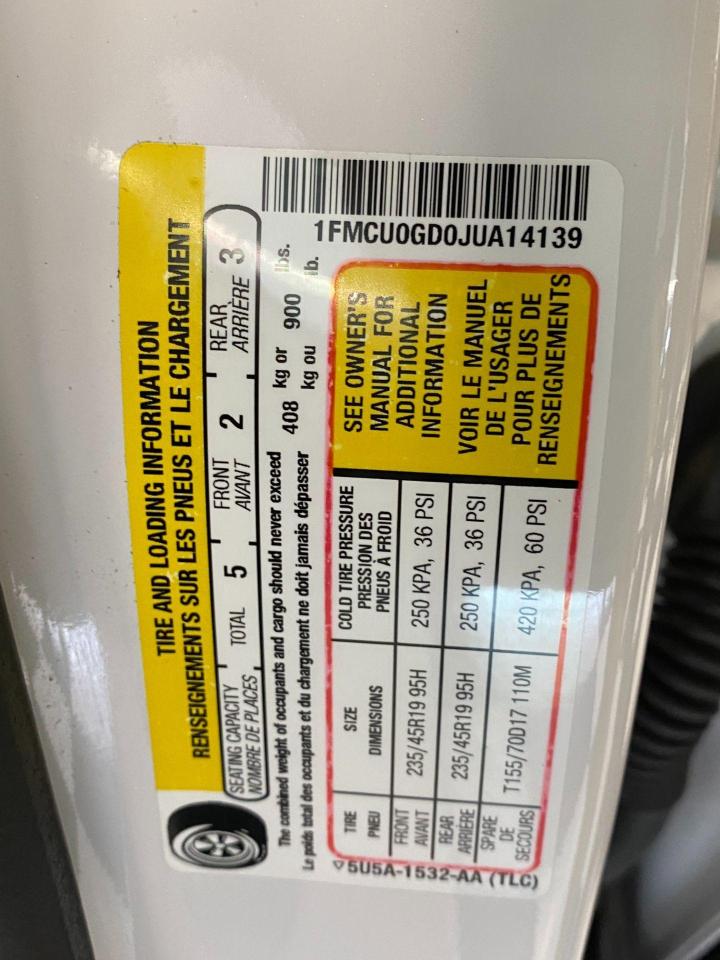 TIRE AND LOADING INFORMATION
RENSEIGNEMENTS SUR LES PNEUS ET LE CHARGEMENT
SEATING CAPACITY TOTAL 5 FRONT 2 REAR 3
NOMBRE DE PLACES AVANT ARRIÈRE
The combined weight of occupants and cargo should never exceed 408 kg or 900 lbs.
Le poids total des occupants et du chargement ne doit jamais dépasser kg ou lb.
1FMCU0GD0JUA14139
TIRE SIZE COLD TIRE PRESSURE
PNEU DIMENSIONS PRESSION DES PNEUS À FROID
FRONT AVANT 235/45R19 95H 250 KPA, 36 PSI
REAR ARRIÈRE 235/45R19 95H 250 KPA, 36 PSI
SPARE DE SECOURS T155/70D17 110M 420 KPA, 60 PSI
SEE OWNER'S
MANUAL FOR
ADDITIONAL
INFORMATION
VOIR LE MANUEL
DE L'USAGER
POUR PLUS DE
RENSEIGNEMENTS
5U5A-1532-AA (TLC)